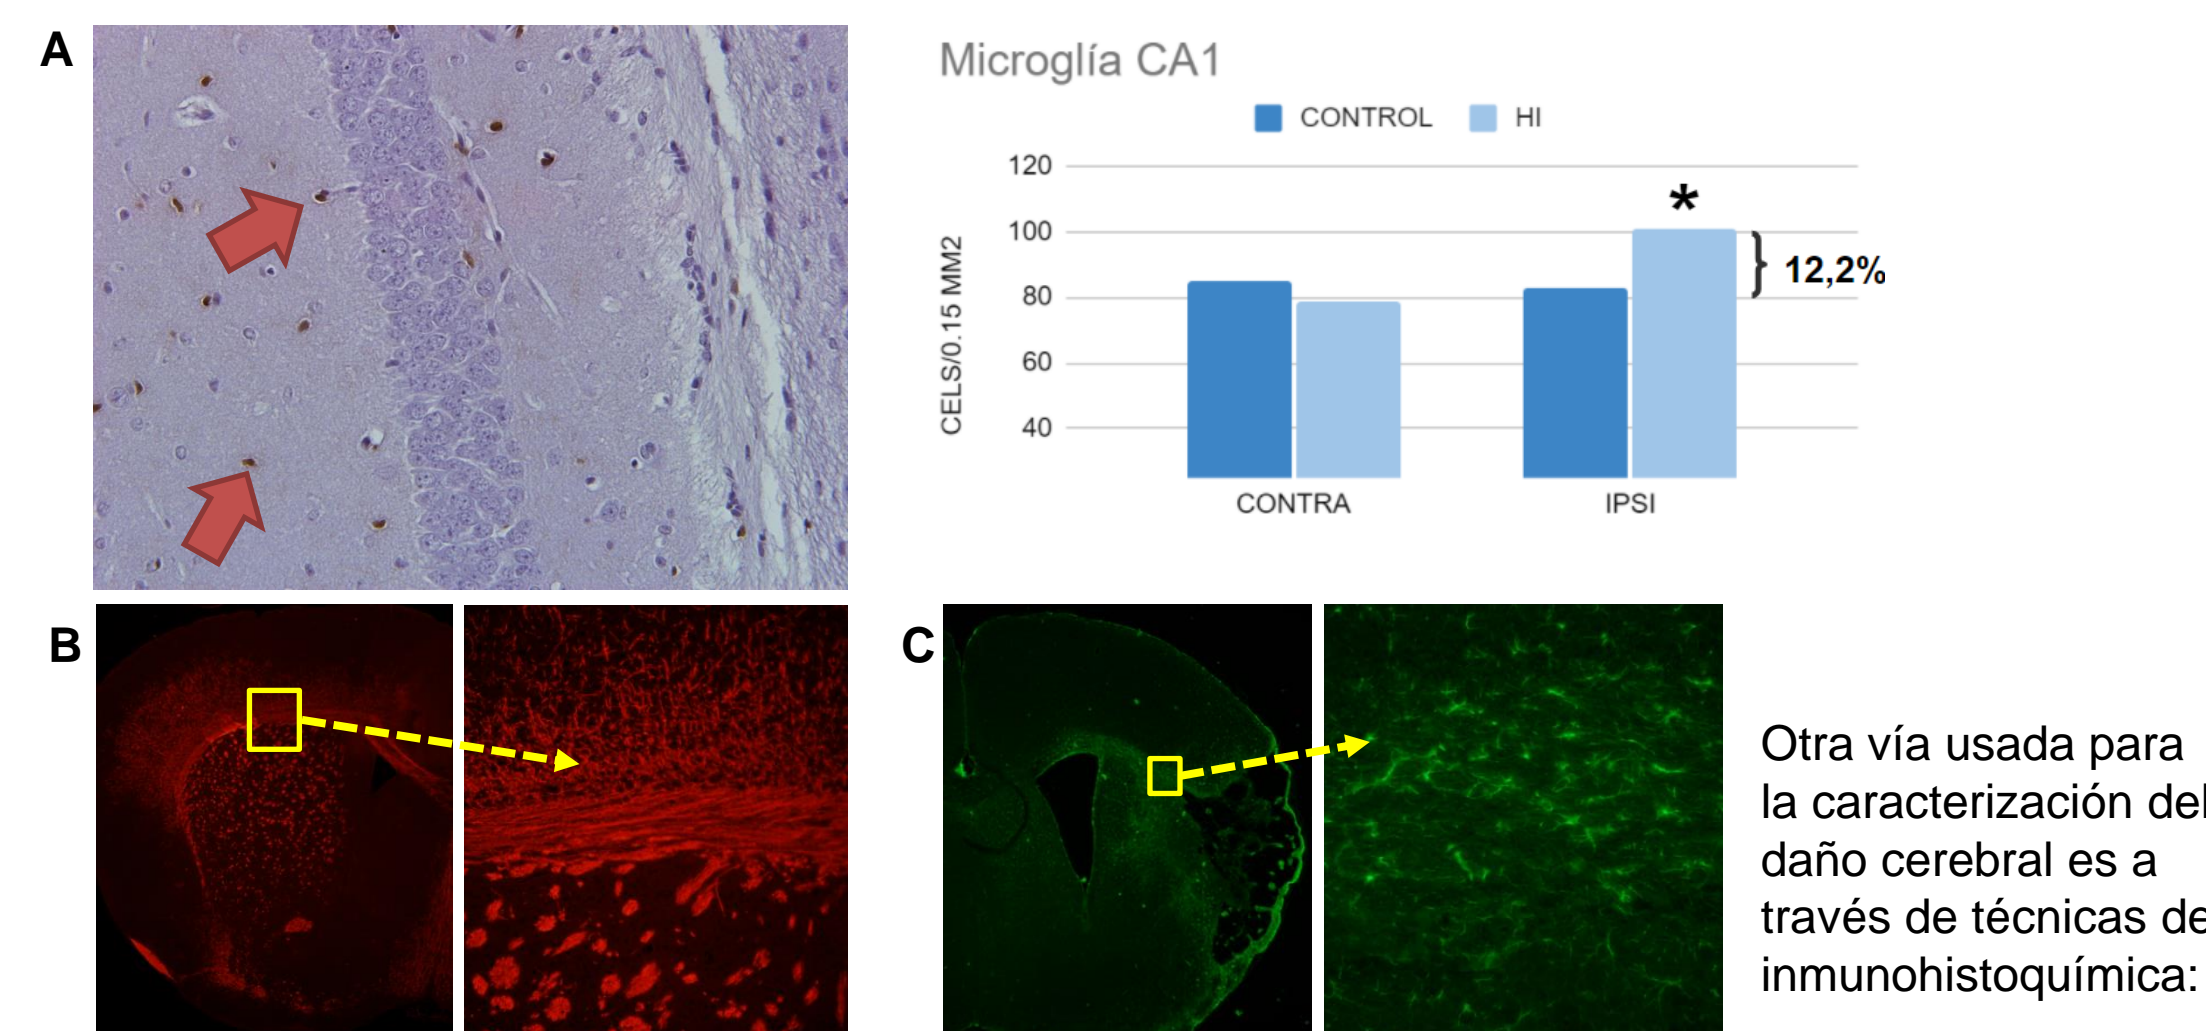 A
Microglía CA1
CONTROL HI
120
100
80
60
40
CELS/0.15 MM2
*
12,2%
CONTRA IPSI
B
C
Otra vía usada para
la caracterización del
daño cerebral es a
través de técnicas de
inmunohistoquímica: